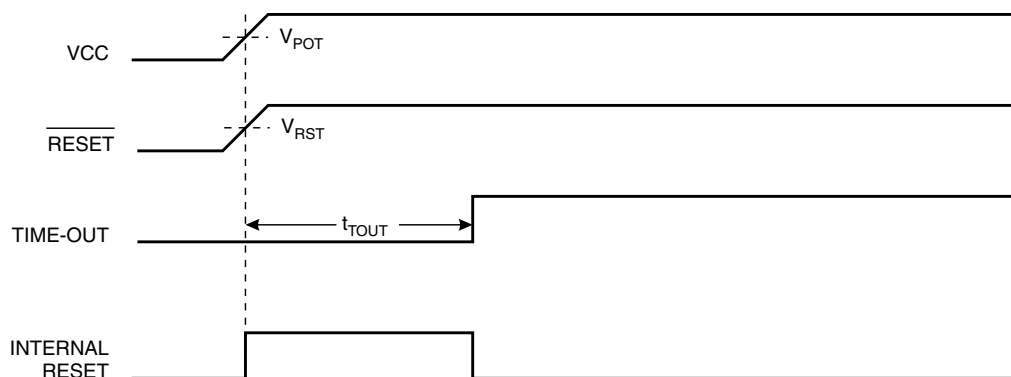 VCC
V_POT
RESET
V_RST
TIME-OUT
t_TOUT
INTERNAL
RESET